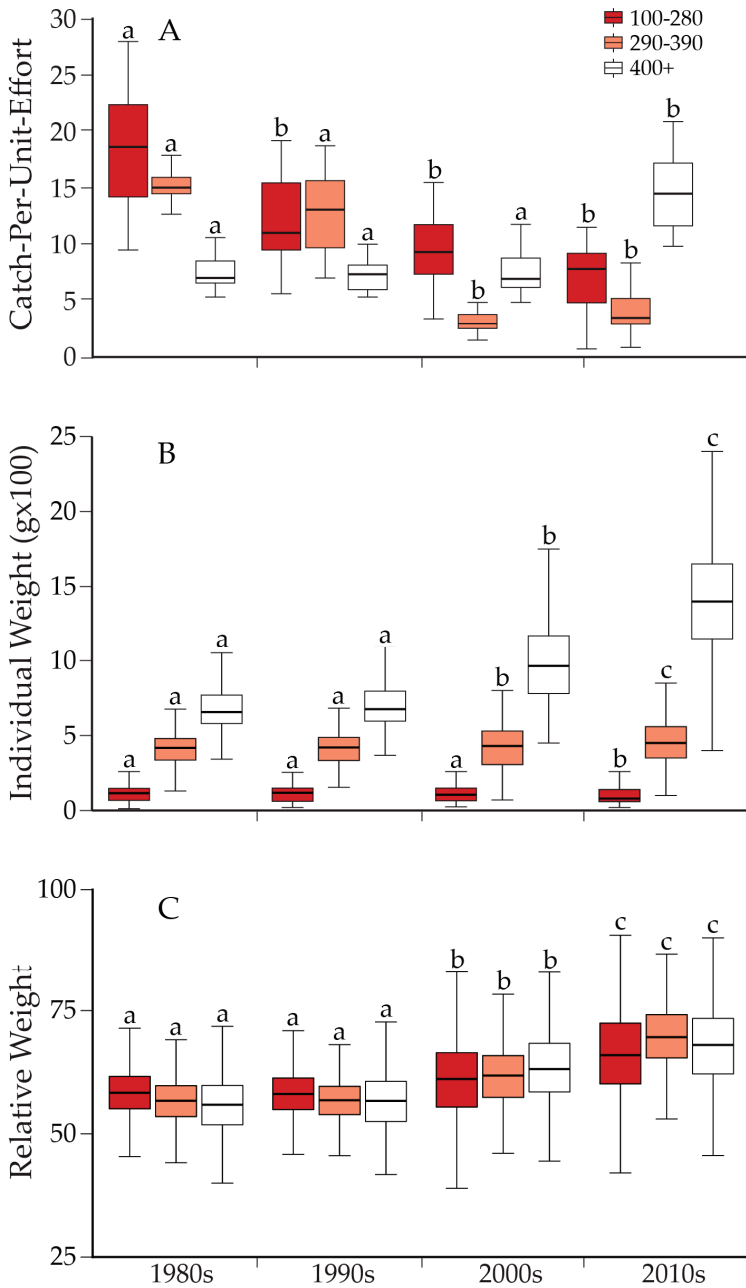 A
100-280
290-390
400+
Catch-Per-Unit-Effort
30
25
20
15
10
5
0
a
a
a
b
a
a
b
b
a
b
b
b
B
Individual Weight (gx100)
25
20
15
10
5
0
a
a
a
a
a
a
a
b
b
b
c
c
C
Relative Weight
100
75
50
25
a
a
a
a
a
a
b
b
b
c
c
c
1980s
1990s
2000s
2010s